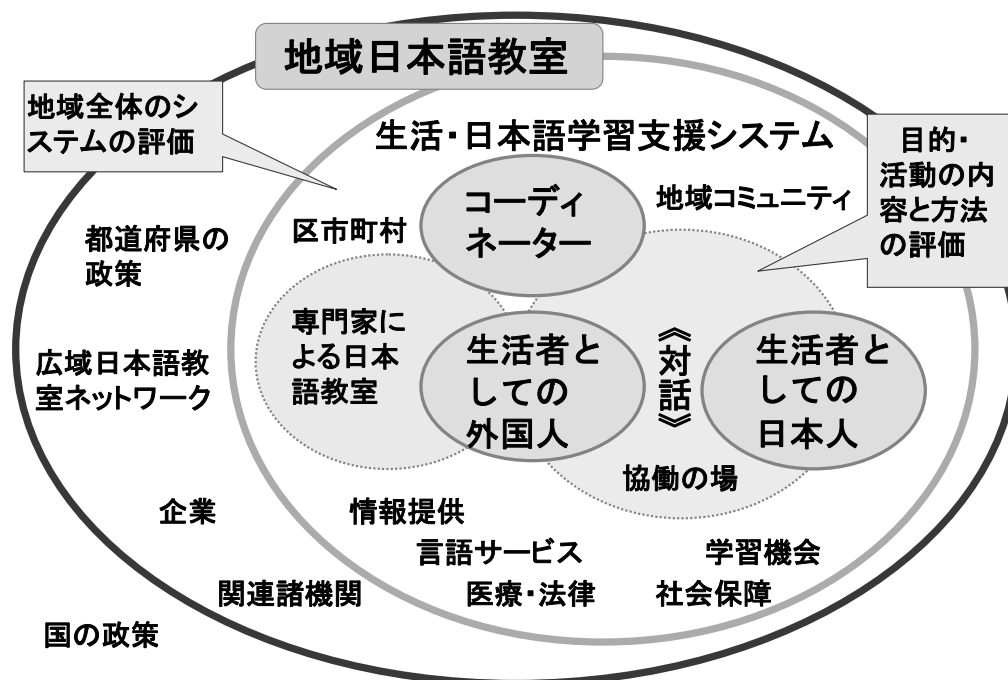 地域日本語教室
地域全体のシ
ステムの評価
生活・日本語学習支援システム
目的・
活動の内
容と方法
の評価
コーディ
ネーター
地域コミュニティ
区市町村
都道府県の
政策
専門家に
よる日本
語教室
生活者と
しての
外国人
《対話》
生活者と
しての
日本人
広域日本語教
室ネットワーク
協働の場
企業
情報提供
言語サービス
学習機会
関連諸機関
医療・法律
社会保障
国の政策